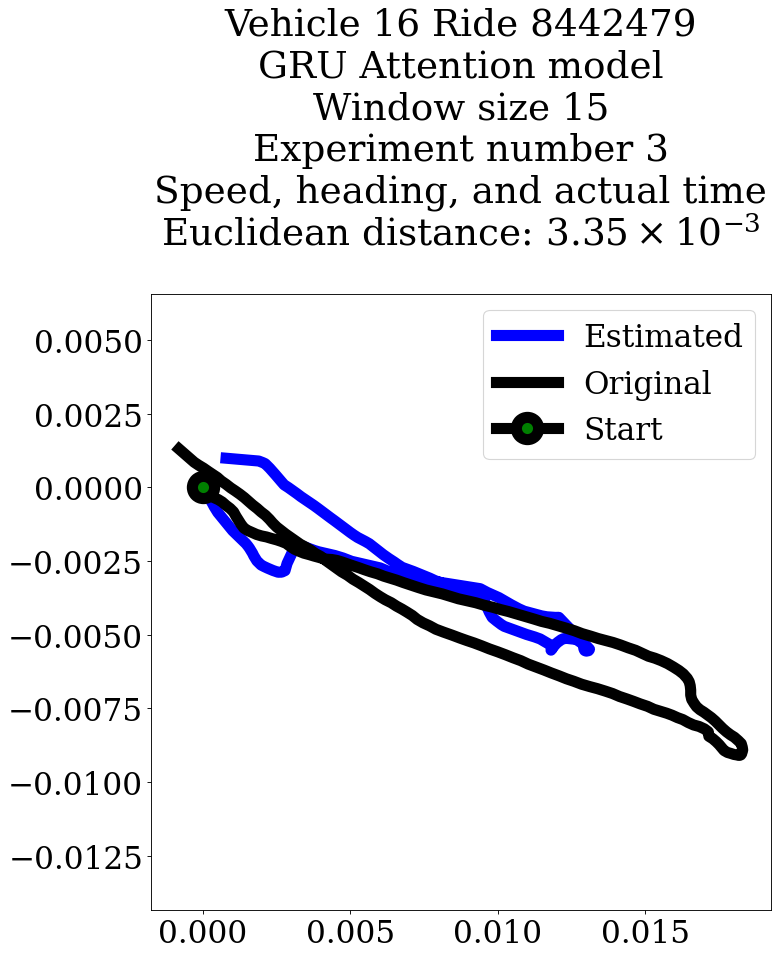 Vehicle 16 Ride 8442479
GRU Attention model
Window size 15
Experiment number 3
Speed, heading, and actual time
Euclidean distance: 3.35 × 10⁻³
Estimated
Original
Start
0.0050
0.0025
0.0000
−0.0025
−0.0050
−0.0075
−0.0100
−0.0125
0.000 0.005 0.010 0.015